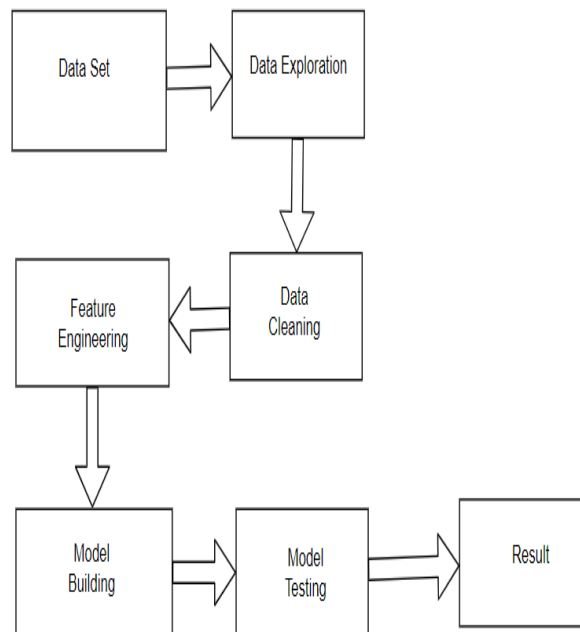 Data Set
Data Exploration
Data
Cleaning
Feature
Engineering
Model
Building
Model
Testing
Result